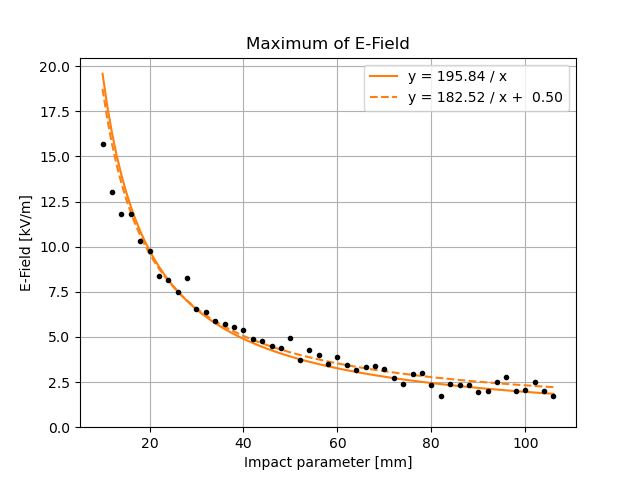 Maximum of E-Field
y = 195.84 / x
y = 182.52 / x +  0.50
E-Field [kV/m]
20.0
17.5
15.0
12.5
10.0
7.5
5.0
2.5
0.0
20 40 60 80 100
Impact parameter [mm]